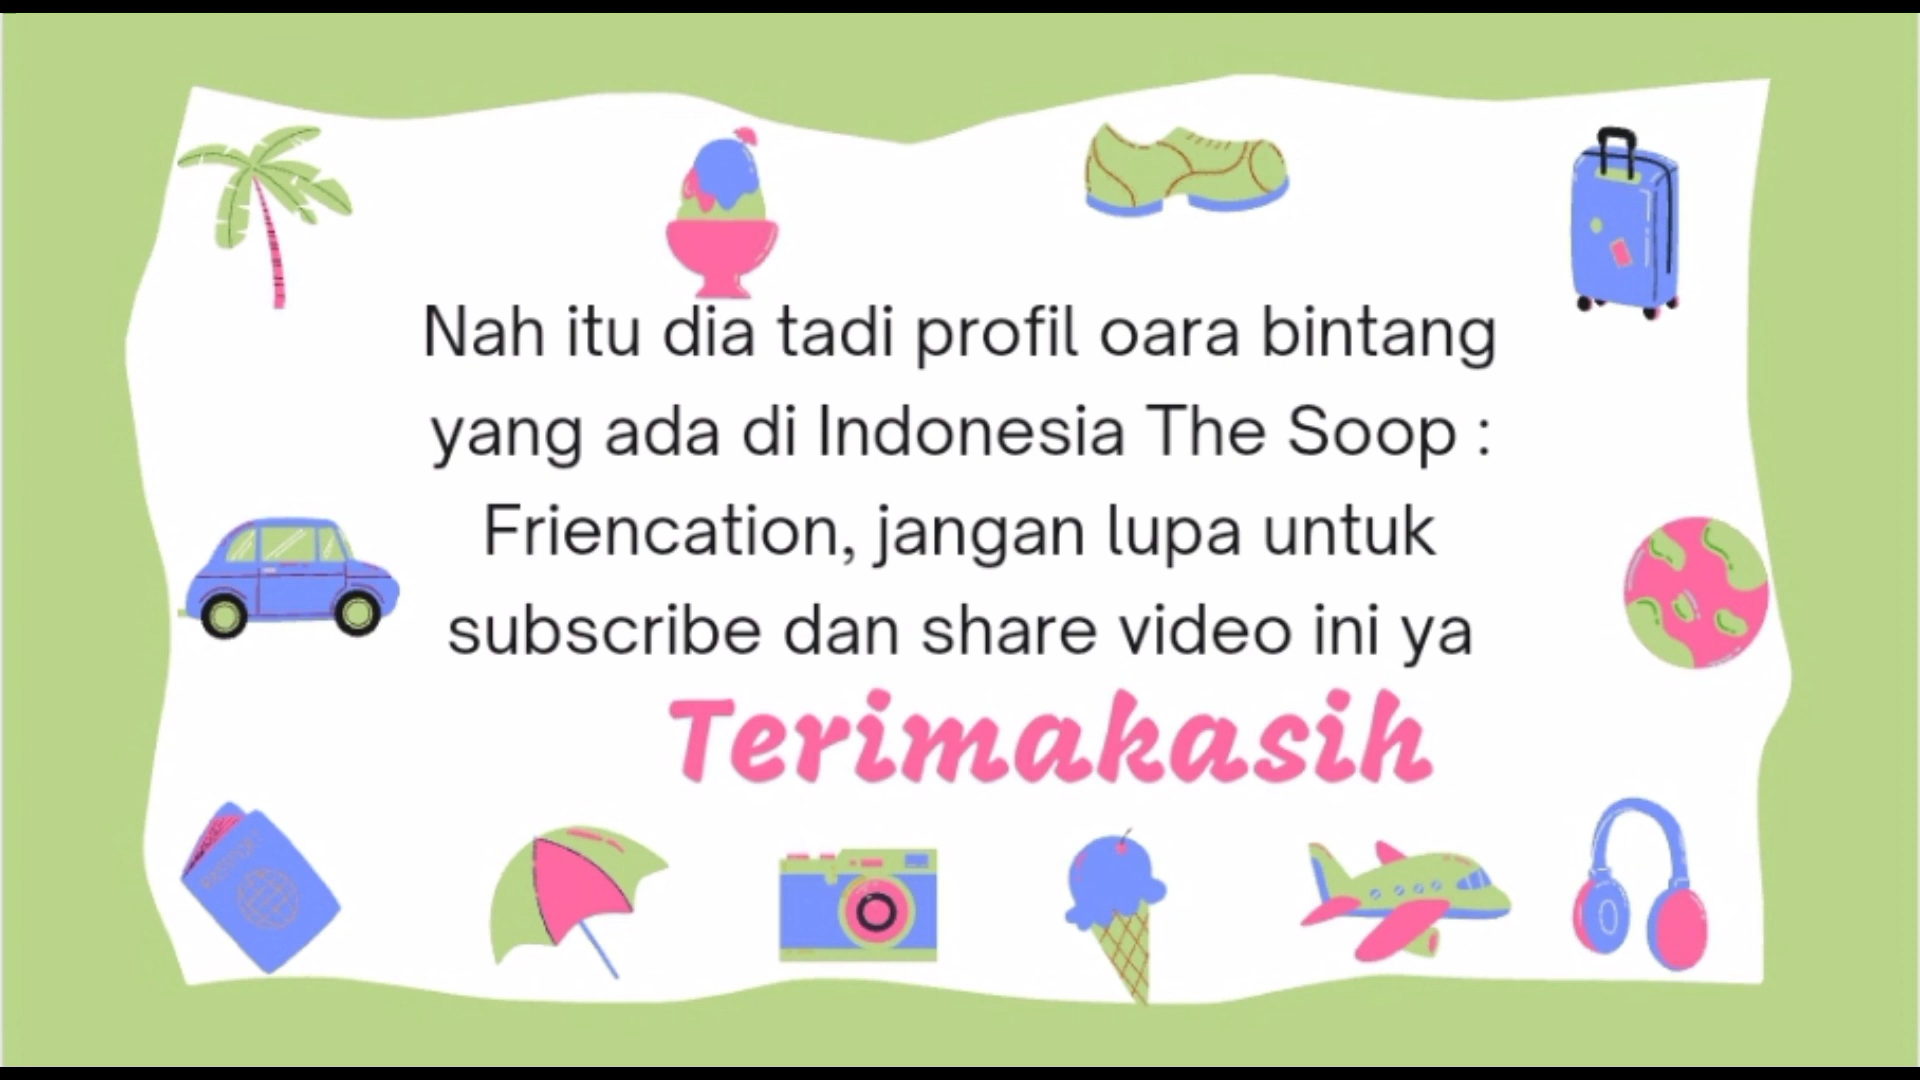 Nah itu dia tadi profil oara bintang
yang ada di Indonesia The Soop :
Friencation, jangan lupa untuk
subscribe dan share video ini ya
Terimakasih
PASSPORT